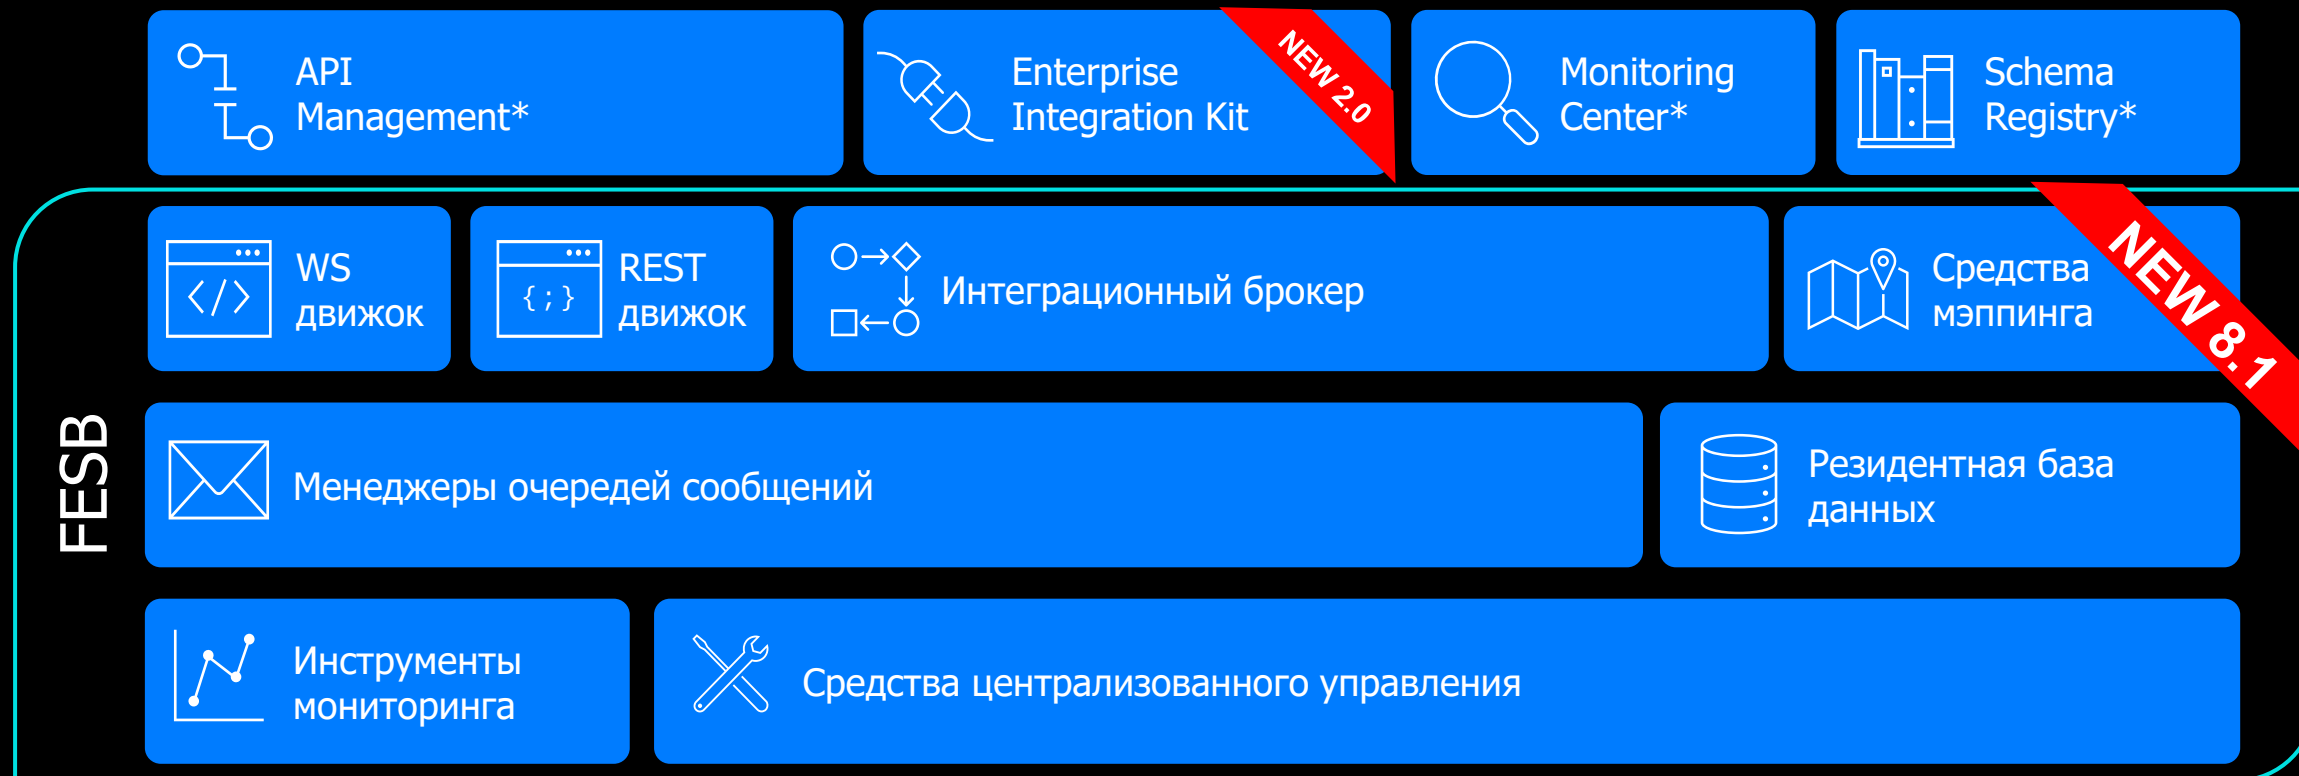 API
Management*
Enterprise
Integration Kit
NEW 2.0
Monitoring
Center*
Schema
Registry*
FESB
WS
движок
</>
REST
движок
{;}
Интеграционный брокер
Средства
мэппинга
NEW 8.1
Менеджеры очередей сообщений
Резидентная база
данных
Инструменты
мониторинга
Средства централизованного управления